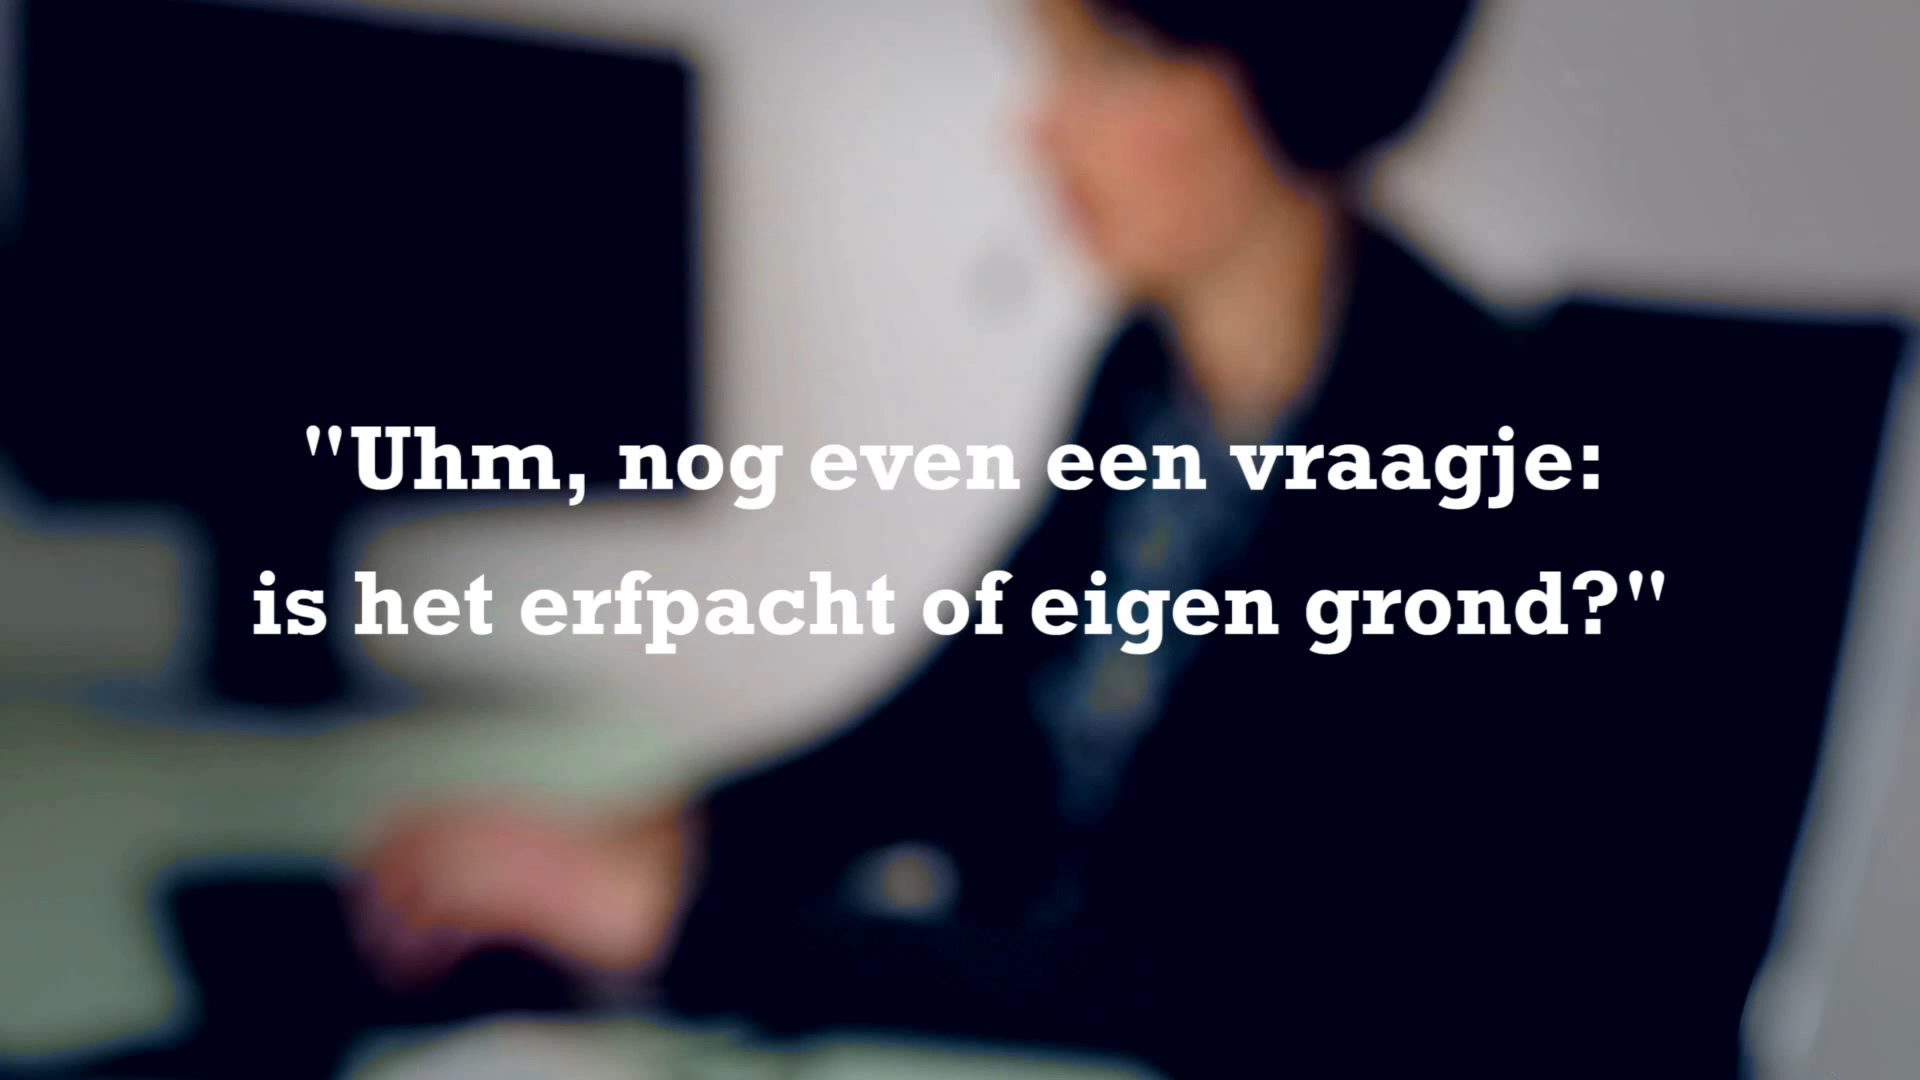 "Uhm, nog even een vraagje:
is het erfpacht of eigen grond?"